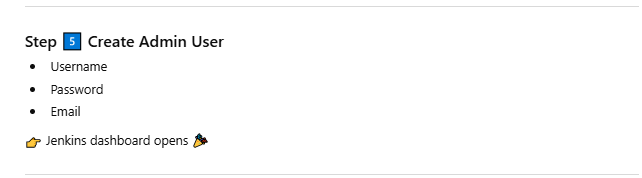 Step 5️⃣ Create Admin User
• Username
• Password
• Email
👉 Jenkins dashboard opens 🎉